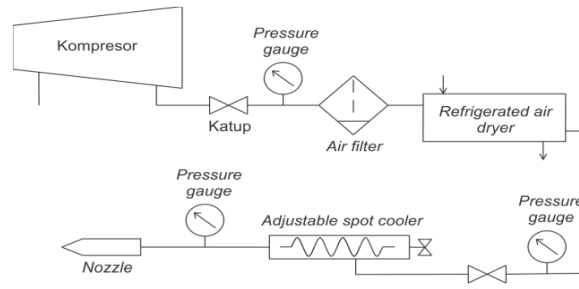 Kompresor
Pressure
gauge
Katup
Air filter
Refrigerated air
dryer
Pressure
gauge
Adjustable spot cooler
Pressure
gauge
Nozzle